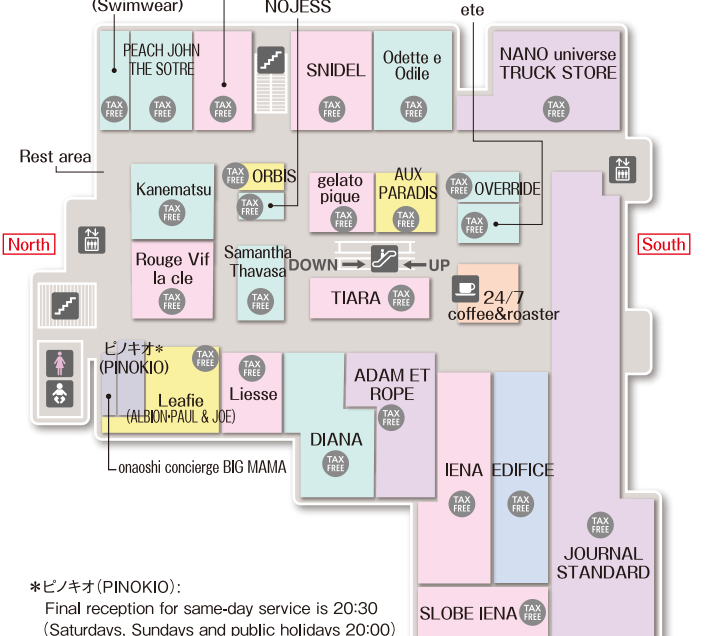 (Swimwear)
NOJESS
ete
PEACH JOHN
THE SOTRE
TAX
FREE
TAX
FREE
TAX
FREE
SNIDEL
TAX
FREE
Odette e
Odile
TAX
FREE
NANO universe
TRUCK STORE
TAX
FREE
Rest area
Kanematsu
TAX
FREE
TAX
FREE
ORBIS
TAX
FREE
gelato
pique
TAX
FREE
AUX
PARADIS
TAX
FREE
TAX
FREE
OVERRIDE
TAX
FREE
North
South
Rouge Vif
la cle
TAX
FREE
Samantha
Thavasa
TAX
FREE
DOWN
UP
TIARA
TAX
FREE
24/7
coffee&roaster
ピノキオ*
(PINOKIO)
TAX
FREE
Leafie
(ALBION・PAUL & JOE)
TAX
FREE
Liesse
DIANA
TAX
FREE
ADAM ET
ROPE
TAX
FREE
IENA
TAX
FREE
EDIFICE
TAX
FREE
onaoshi concierge BIG MAMA
TAX
FREE
JOURNAL
STANDARD
SLOBE IENA
TAX
FREE
*ピノキオ(PINOKIO):
Final reception for same-day service is 20:30
(Saturdays, Sundays and public holidays 20:00)